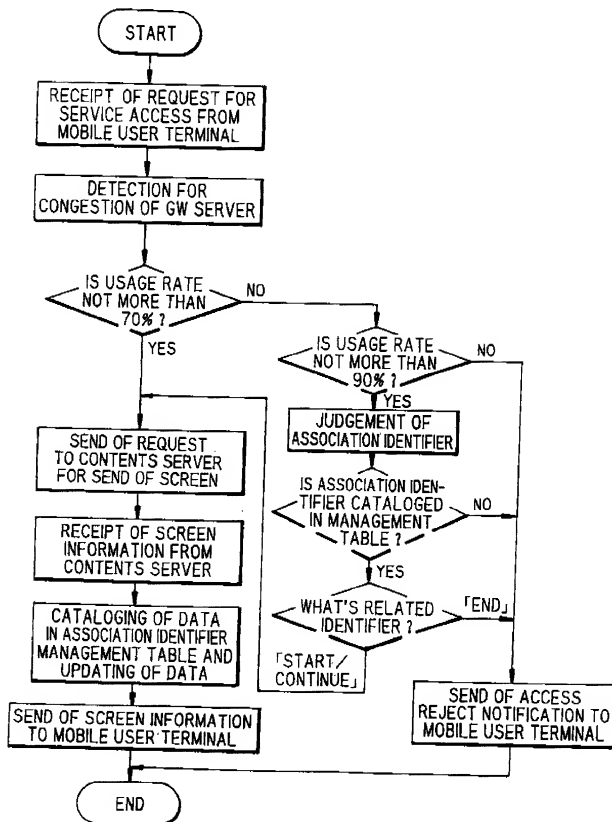 START
RECEIPT OF REQUEST FOR
SERVICE ACCESS FROM
MOBILE USER TERMINAL
DETECTION FOR
CONGESTION OF GW SERVER
IS USAGE RATE
NOT MORE THAN
70% ?
NO
YES
IS USAGE RATE
NOT MORE THAN
90% ?
NO
YES
JUDGEMENT OF
ASSOCIATION IDENTIFIER
IS ASSOCIATION IDEN-
TIFIER CATALOGED
IN MANAGEMENT
TABLE ?
NO
YES
WHAT'S RELATED
IDENTIFIER ?
「END」
「START/
CONTINUE」
SEND OF REQUEST
TO CONTENTS SERVER
FOR SEND OF SCREEN
RECEIPT OF SCREEN
INFORMATION FROM
CONTENTS SERVER
CATALOGING OF DATA
IN ASSOCIATION IDENTIFIER
MANAGEMENT TABLE AND
UPDATING OF DATA
SEND OF SCREEN INFORMATION
TO MOBILE USER TERMINAL
SEND OF ACCESS
REJECT NOTIFICATION TO
MOBILE USER TERMINAL
END